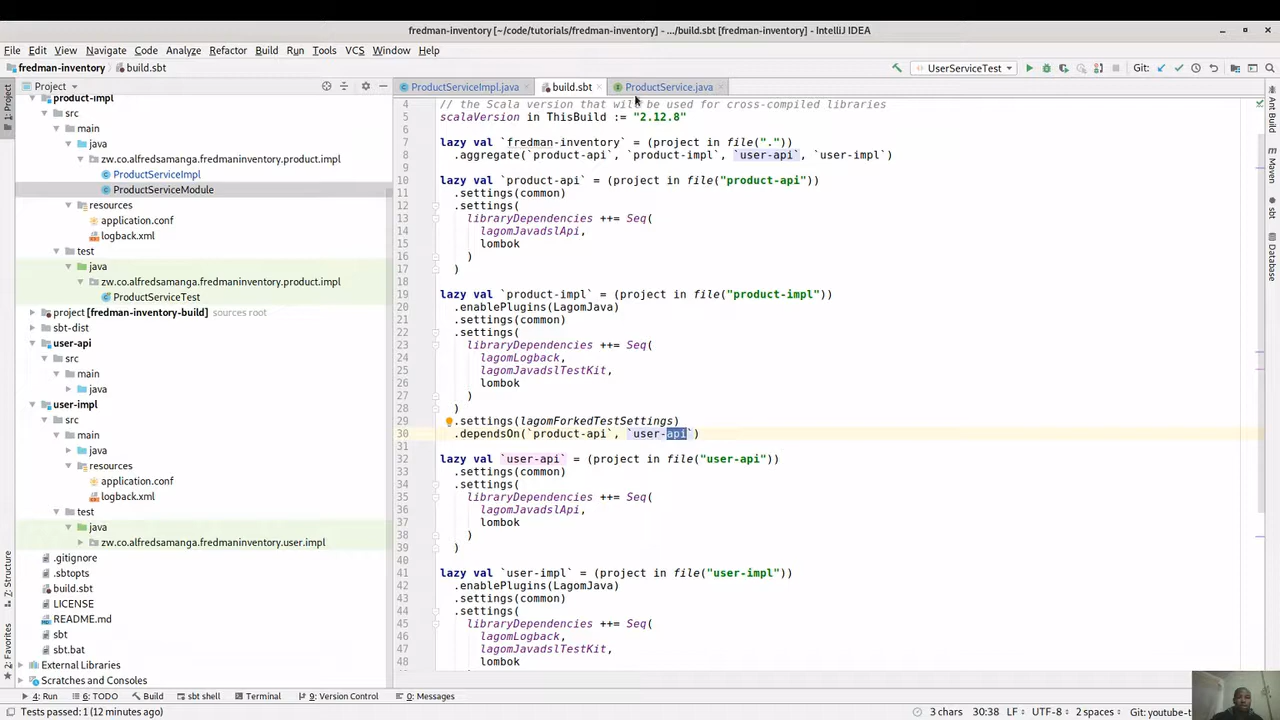 fredman-inventory [~/code/tutorials/fredman-inventory] - .../build.sbt [fredman-inventory] - IntelliJ IDEA
File Edit View Navigate Code Analyze Refactor Build Run Tools VCS Window Help
fredman-inventory build.sbt UserServiceTest Git:
Project
ProductServiceImpl.java build.sbt ProductService.java
1: Project
7: Structure
2: Favorites
product-impl
src
main
java
zw.co.alfredsamanga.fredmaninventory.product.impl
ProductServiceImpl
ProductServiceModule
resources
application.conf
logback.xml
test
java
zw.co.alfredsamanga.fredmaninventory.product.impl
ProductServiceTest
project [fredman-inventory-build] sources root
sbt-dist
user-api
src
main
java
user-impl
src
main
java
resources
application.conf
logback.xml
test
java
zw.co.alfredsamanga.fredmaninventory.user.impl
.gitignore
.sbtopts
build.sbt
LICENSE
README.md
sbt
sbt.bat
External Libraries
Scratches and Consoles
4 // the Scala version that will be used for cross-compiled libraries
5 scalaVersion in ThisBuild := "2.12.8"
6
7 lazy val `fredman-inventory` = (project in file("."))
8 .aggregate(`product-api`, `product-impl`, `user-api`, `user-impl`)
9
10 lazy val `product-api` = (project in file("product-api"))
11 .settings(common)
12 .settings(
13 libraryDependencies ++= Seq(
14 lagomJavadslApi,
15 lombok
16 )
17 )
18
19 lazy val `product-impl` = (project in file("product-impl"))
20 .enablePlugins(LagomJava)
21 .settings(common)
22 .settings(
23 libraryDependencies ++= Seq(
24 lagomLogback,
25 lagomJavadslTestKit,
26 lombok
27 )
28 )
29 .settings(lagomForkedTestSettings)
30 .dependsOn(`product-api`, `user-api`)
31
32 lazy val `user-api` = (project in file("user-api"))
33 .settings(common)
34 .settings(
35 libraryDependencies ++= Seq(
36 lagomJavadslApi,
37 lombok
38 )
39 )
40
41 lazy val `user-impl` = (project in file("user-impl"))
42 .enablePlugins(LagomJava)
43 .settings(common)
44 .settings(
45 libraryDependencies ++= Seq(
46 lagomLogback,
47 lagomJavadslTestKit,
48 lombok
Ant Build
Maven
sbt
Database
4: Run 6: TODO Build sbt shell Terminal 9: Version Control 0: Messages
Tests passed: 1 (12 minutes ago) 3 chars 30:38 LF UTF-8 2 spaces Git: youtube-t